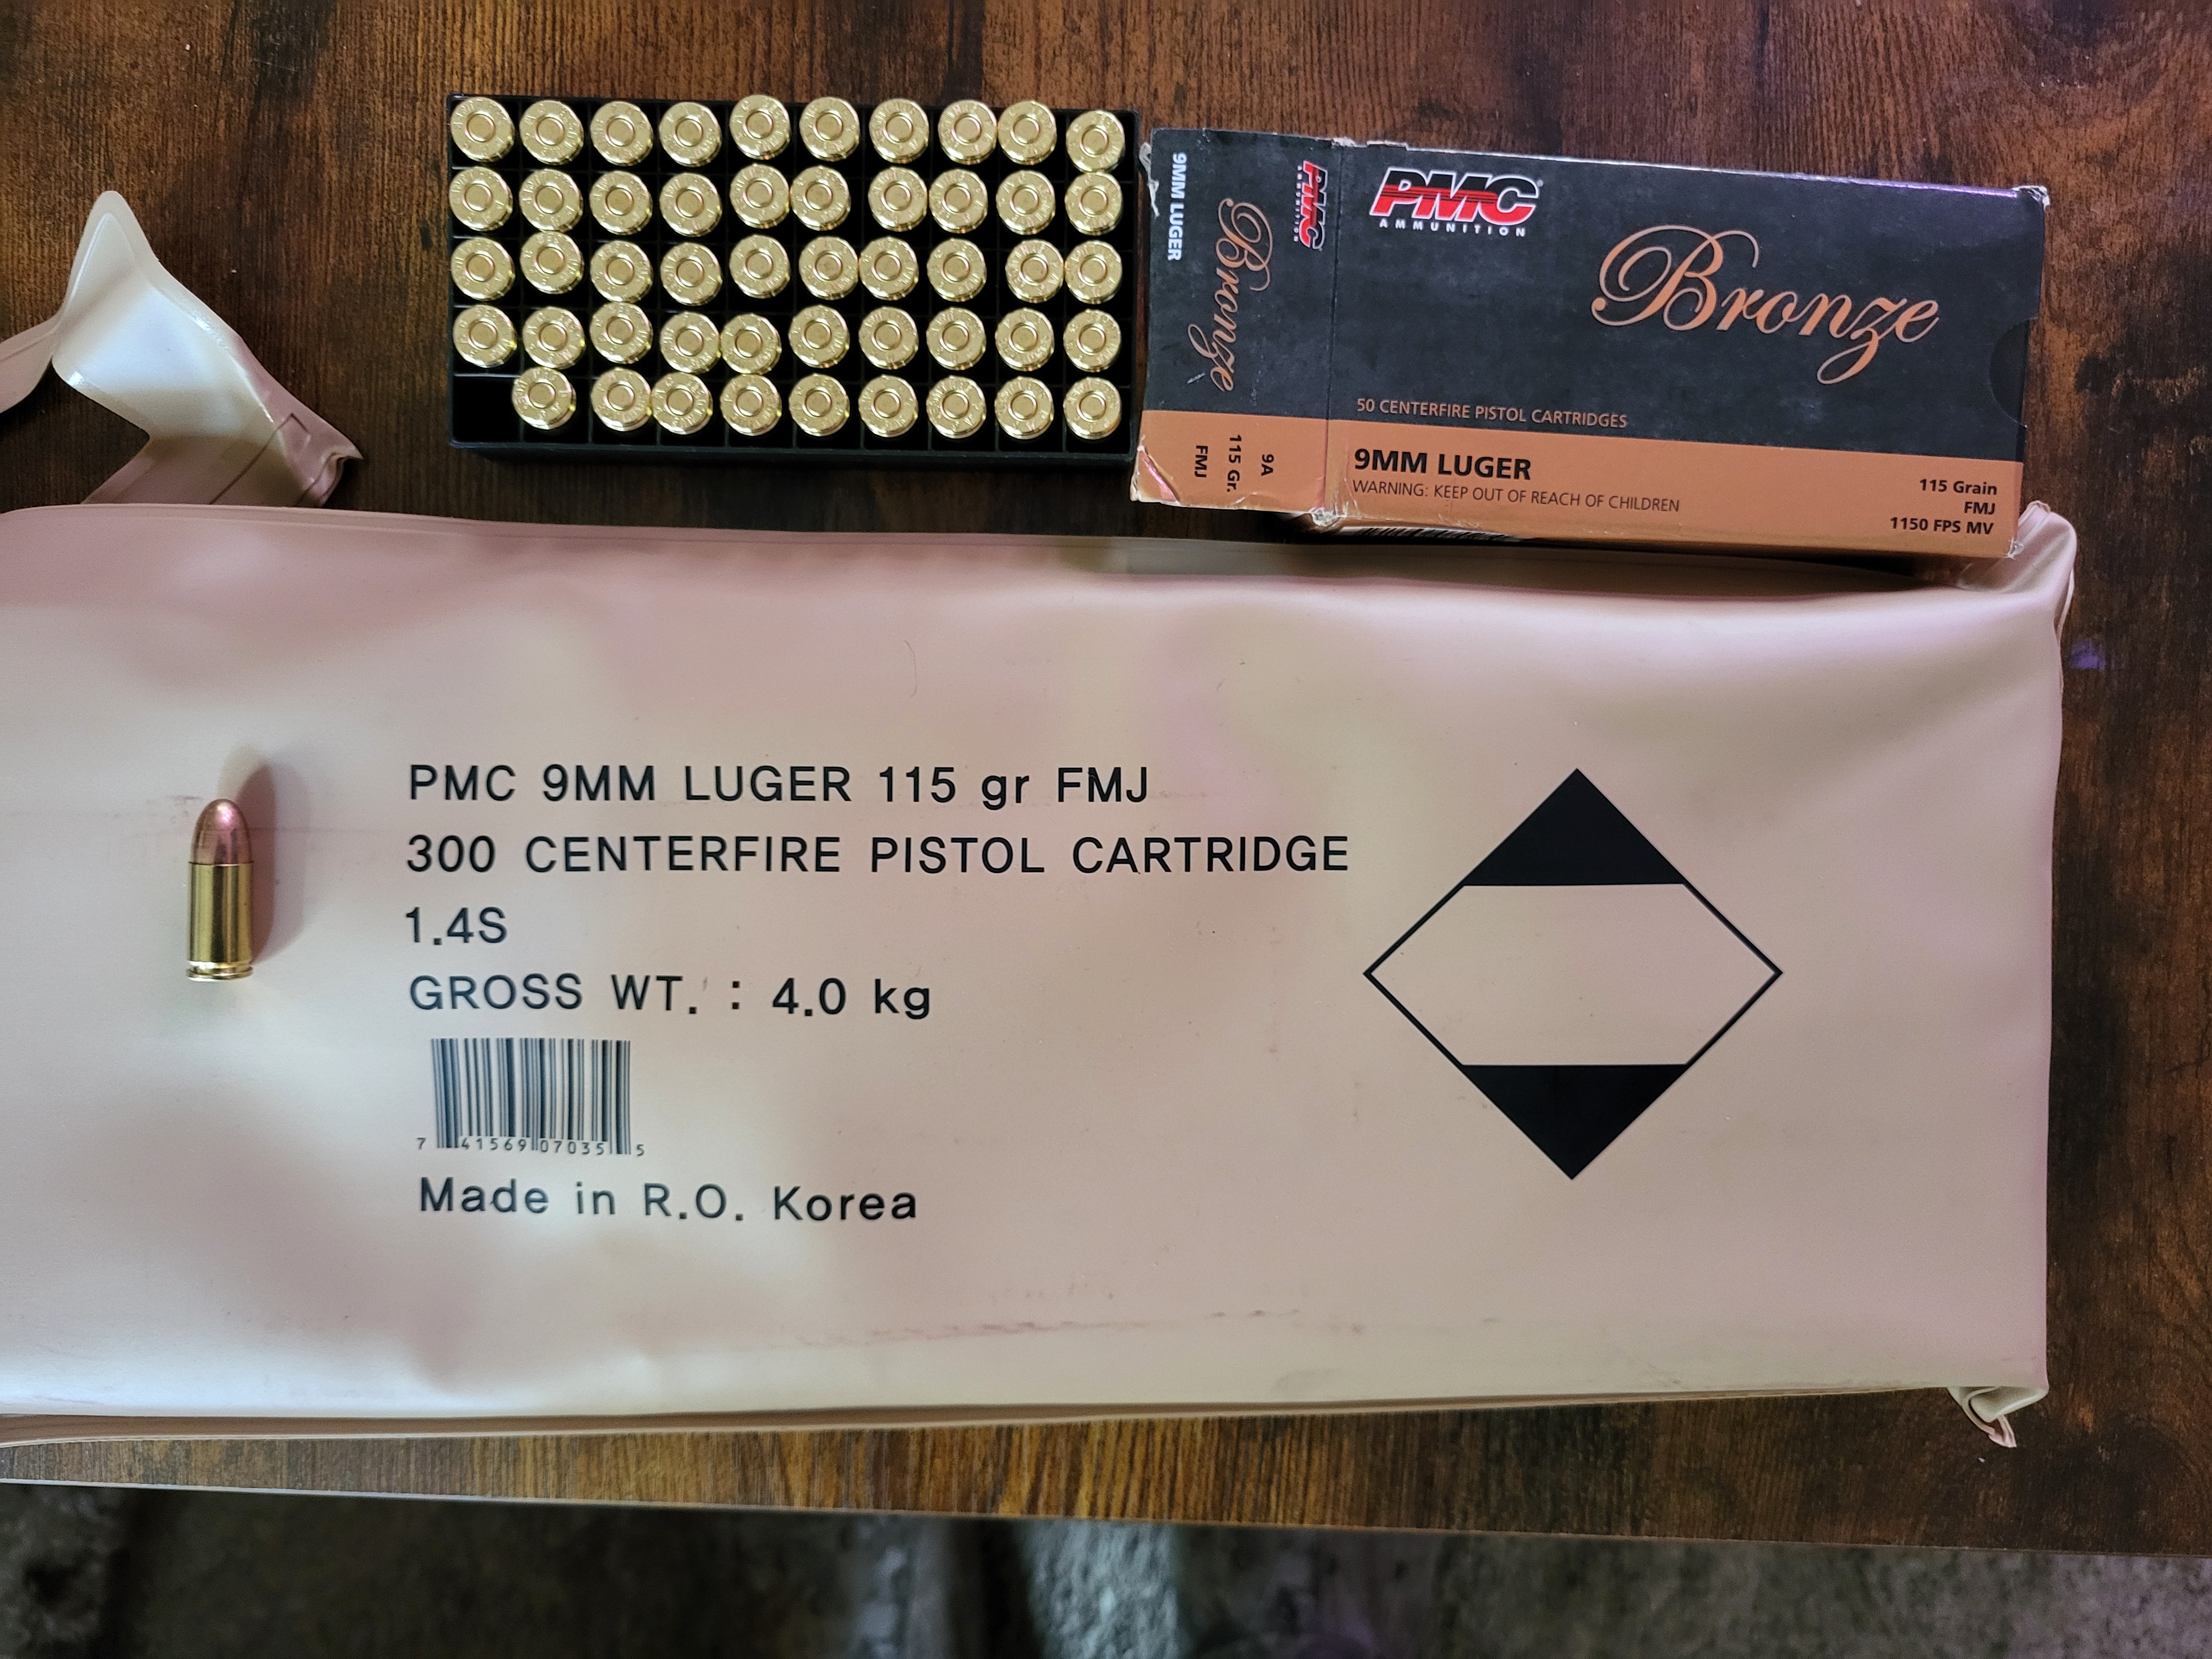 9MM LUGER
Bronze
PMC
AMMUNITION
9A
115 Gr.
FMJ
PMC
AMMUNITION
Bronze
50 CENTERFIRE PISTOL CARTRIDGES
9MM LUGER
WARNING: KEEP OUT OF REACH OF CHILDREN
115 Grain
FMJ
1150 FPS MV
PMC 9MM LUGER 115 gr FMJ
300 CENTERFIRE PISTOL CARTRIDGE
1.4S
GROSS WT. : 4.0 kg
7 41569 07035 5
Made in R.O. Korea